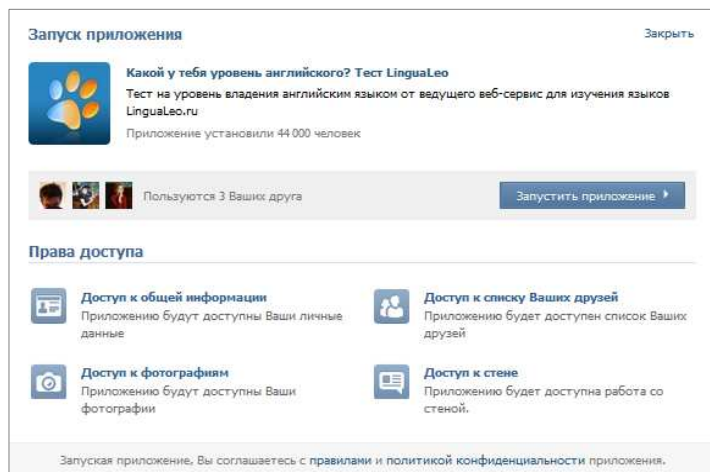 Запуск приложения
Закрыть
Какой у тебя уровень английского? Тест LinguaLeo
Тест на уровень владения английским языком от ведущего веб-сервис для изучения языков
LinguaLeo.ru
Приложение установили 44 000 человек
Пользуются 3 Ваших друга
Запустить приложение
Права доступа
Доступ к общей информации
Приложению будут доступны Ваши личные
данные
Доступ к списку Ваших друзей
Приложению будет доступен список Ваших
друзей
Доступ к фотографиям
Приложению будут доступны Ваши
фотографии
Доступ к стене
Приложению будет доступна работа со
стеной.
Запуская приложение, Вы соглашаетесь с правилами и политикой конфиденциальности приложения.